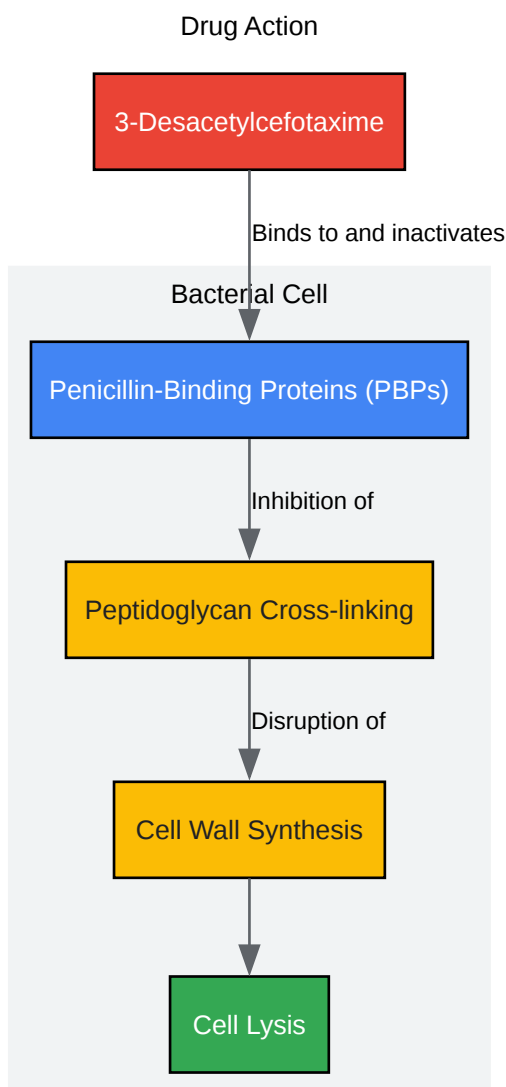 Drug Action
3-Desacetylcefotaxime
Binds to and inactivates
Bacterial Cell
Penicillin-Binding Proteins (PBPs)
Inhibition of
Peptidoglycan Cross-linking
Disruption of
Cell Wall Synthesis
Cell Lysis